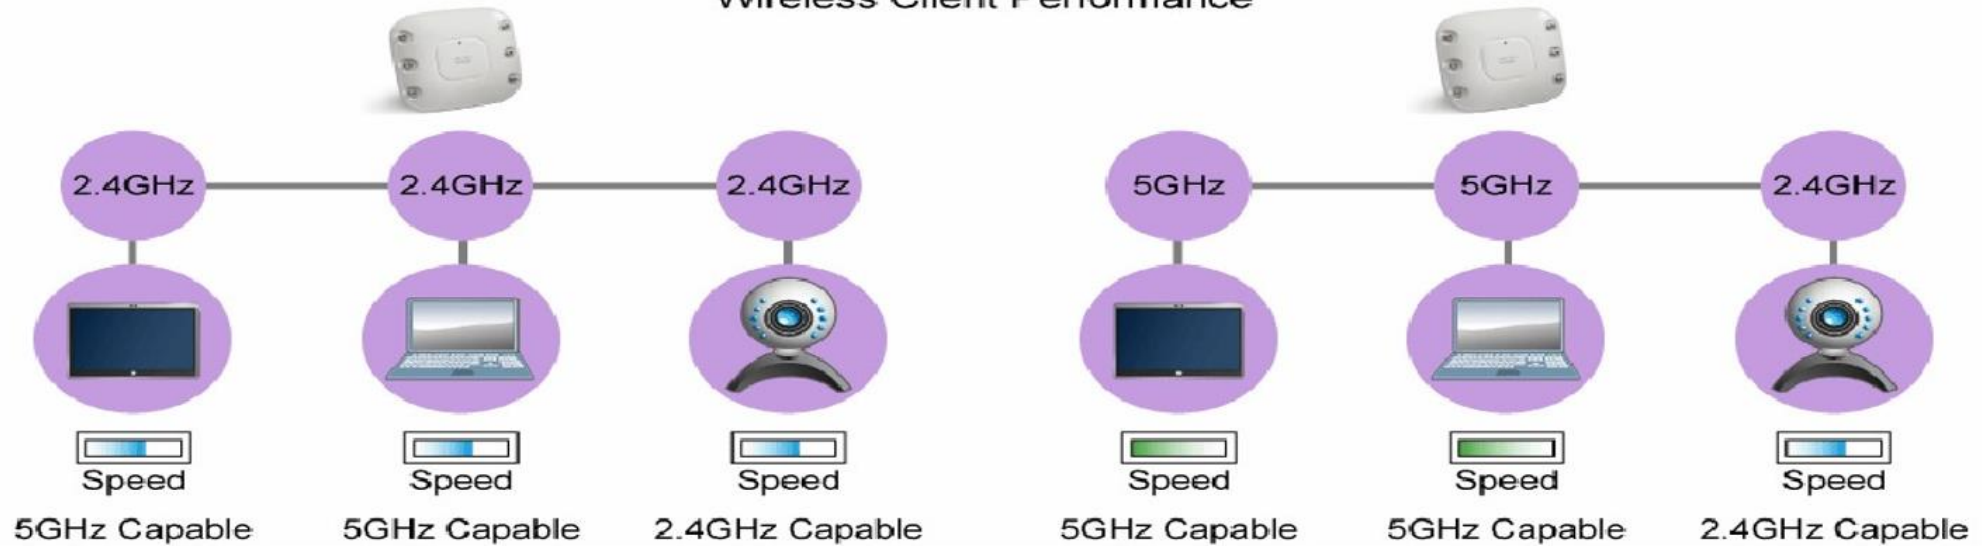 Wireless Client Performance
2.4GHz 2.4GHz 2.4GHz 5GHz 5GHz 2.4GHz
Speed Speed Speed Speed Speed Speed
5GHz Capable 5GHz Capable 2.4GHz Capable 5GHz Capable 5GHz Capable 2.4GHz Capable